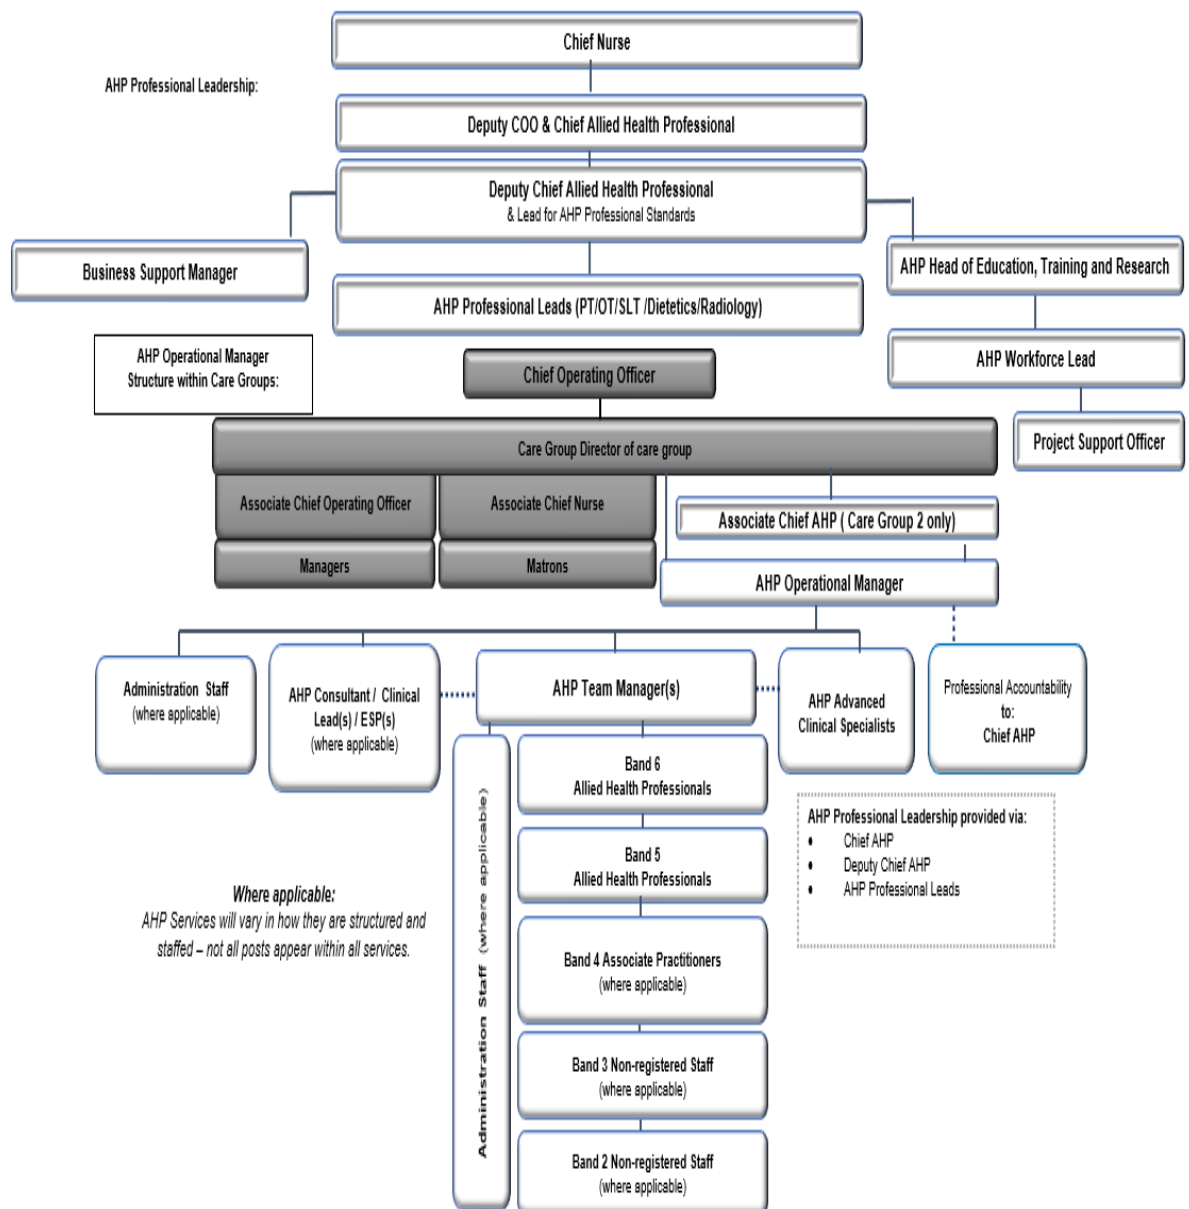 Chief Nurse
AHP Professional Leadership:
Deputy COO & Chief Allied Health Professional
Deputy Chief Allied Health Professional
& Lead for AHP Professional Standards
Business Support Manager
AHP Head of Education, Training and Research
AHP Professional Leads (PT/OT/SLT /Dietetics/Radiology)
AHP Operational Manager
Structure within Care Groups:
Chief Operating Officer
AHP Workforce Lead
Project Support Officer
Care Group Director of care group
Associate Chief Operating Officer
Associate Chief Nurse
Associate Chief AHP ( Care Group 2 only)
Managers
Matrons
AHP Operational Manager
Administration Staff
(where applicable)
AHP Consultant / Clinical
Lead(s) / ESP(s)
(where applicable)
AHP Team Manager(s)
AHP Advanced
Clinical Specialists
Professional Accountability
to:
Chief AHP
Administration Staff (where applicable)
Band 6
Allied Health Professionals
Band 5
Allied Health Professionals
Band 4 Associate Practitioners
(where applicable)
Band 3 Non-registered Staff
(where applicable)
Band 2 Non-registered Staff
(where applicable)
AHP Professional Leadership provided via:
• Chief AHP
• Deputy Chief AHP
• AHP Professional Leads
Where applicable:
AHP Services will vary in how they are structured and
staffed – not all posts appear within all services.